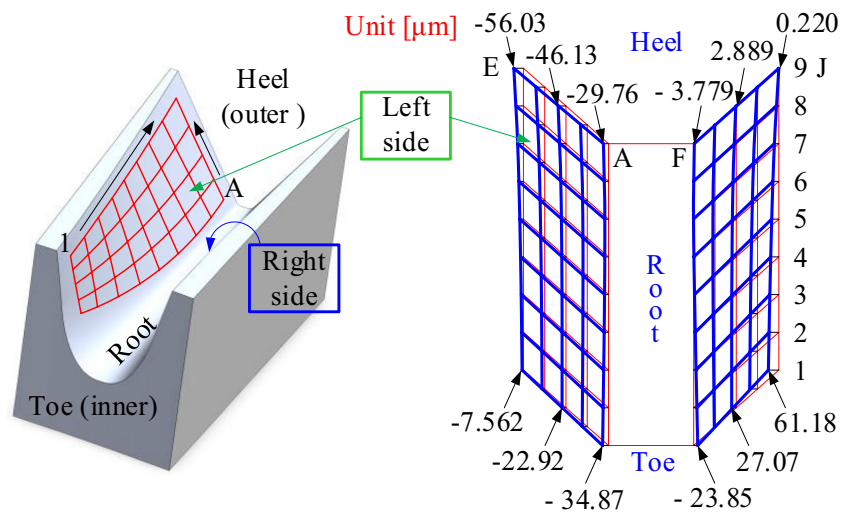 Unit [μm]
-56.03
-46.13
-29.76
Heel
- 3.779
2.889
0.220
Heel
(outer )
Left
side
E
A
F
9 J
8
7
6
5
4
3
2
1
A
1
Right
side
Root
Root
Toe (inner)
-7.562
-22.92
- 34.87
Toe
- 23.85
27.07
61.18